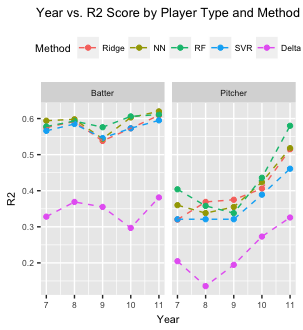 Year vs. R2 Score by Player Type and Method
Method Ridge NN RF SVR Delta
Batter Pitcher
R2
0.6
0.5
0.4
0.3
0.2
7 8 9 10 11 7 8 9 10 11
Year